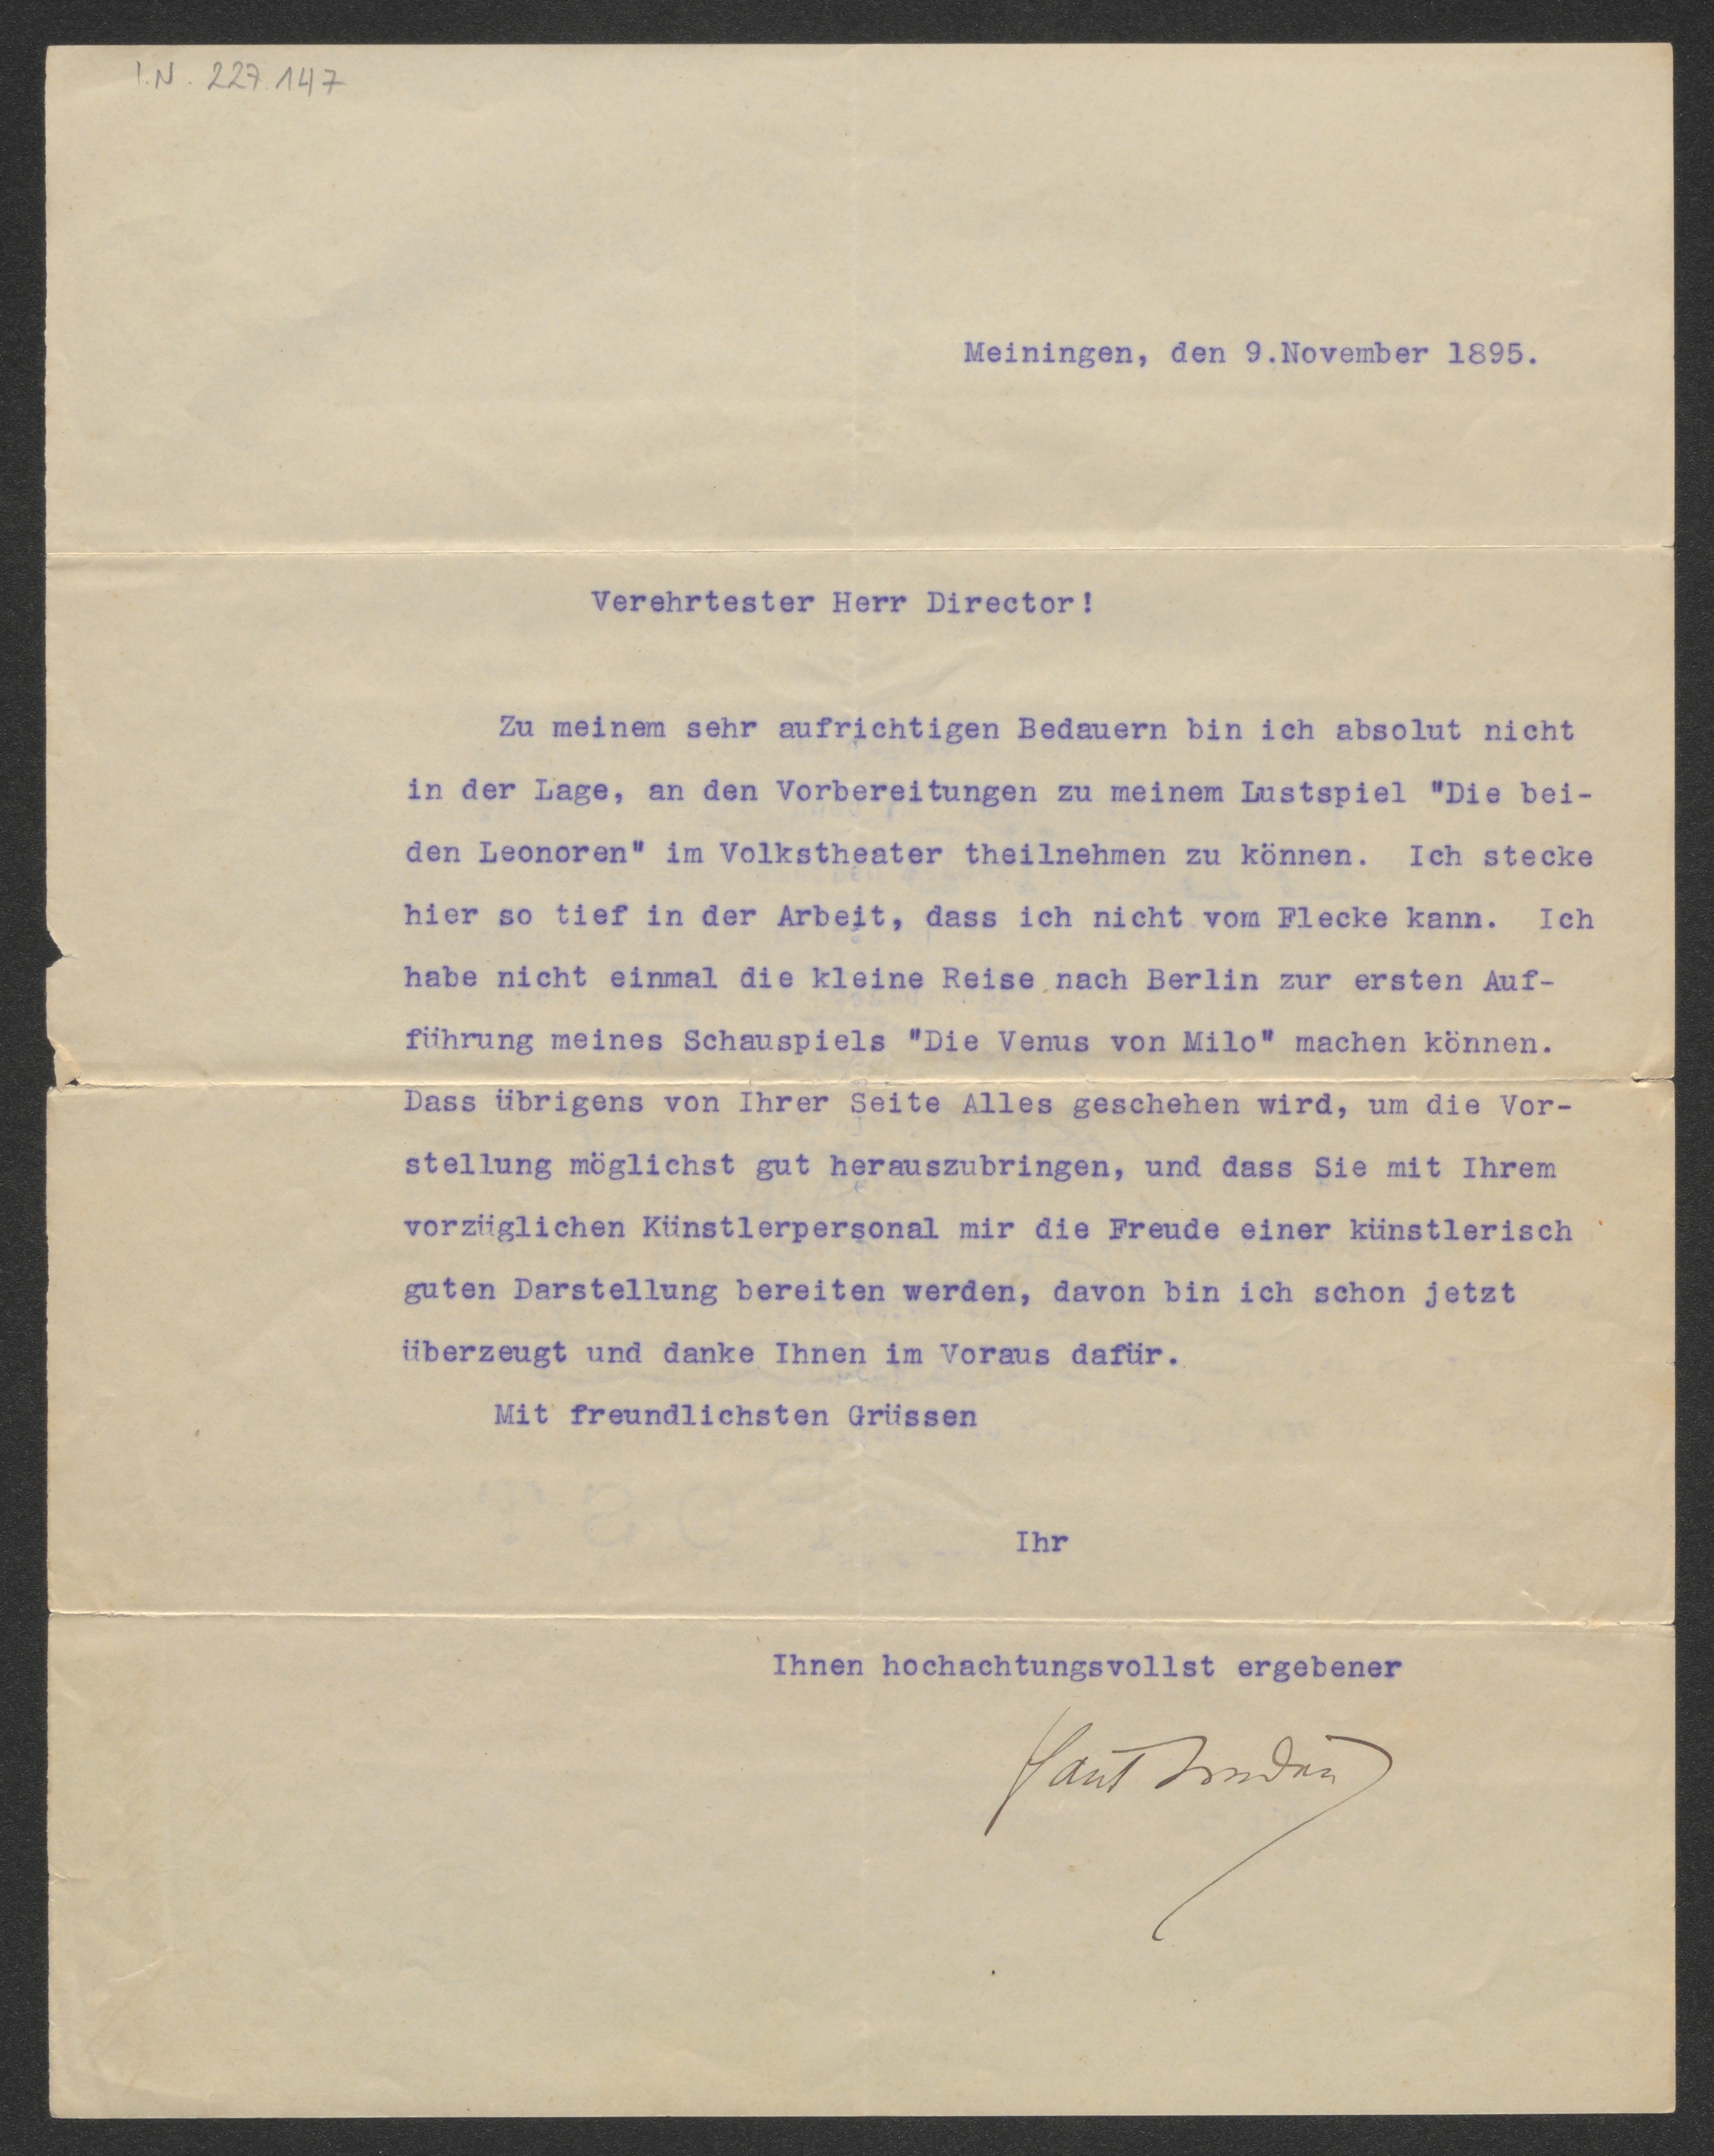 I.N. 227.147
Meiningen, den 9.November 1895.
Verehrtester Herr Director!
Zu meinem sehr aufrichtigen Bedauern bin ich absolut nicht
in der Lage, an den Vorbereitungen zu meinem Lustspiel "Die bei-
den Leonoren" im Volkstheater theilnehmen zu können. Ich stecke
hier so tief in der Arbeit, dass ich nicht vom Flecke kann. Ich
habe nicht einmal die kleine Reise nach Berlin zur ersten Auf-
führung meines Schauspiels "Die Venus von Milo" machen können.
Dass übrigens von Ihrer Seite Alles geschehen wird, um die Vor-
stellung möglichst gut herauszubringen, und dass Sie mit Ihrem
vorzüglichen Künstlerpersonal mir die Freude einer künstlerisch
guten Darstellung bereiten werden, davon bin ich schon jetzt
überzeugt und danke Ihnen im Voraus dafür.
Mit freundlichsten Grüssen
Ihr
Ihnen hochachtungsvollst ergebener
Paul Lindau